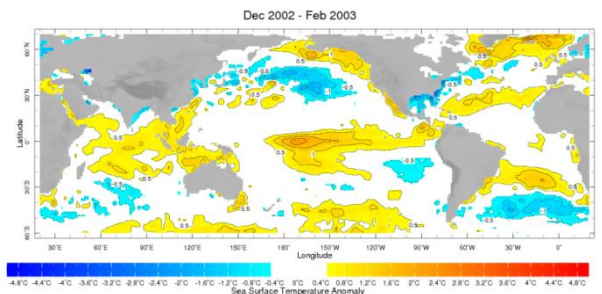 Dec 2002 - Feb 2003
60°N
30°N
0°
30°S
60°S
Latitude
30°E 60°E 90°E 120°E 150°E 180° 150°W 120°W 90°W 60°W 30°W 0°
Longitude
-4.8°C -4.4°C -4°C -3.6°C -3.2°C -2.8°C -2.4°C -2°C -1.6°C -1.2°C -0.8°C -0.4°C 0°C 0.4°C 0.8°C 1.2°C 1.6°C 2°C 2.4°C 2.8°C 3.2°C 3.6°C 4°C 4.4°C 4.8°C
Sea Surface Temperature Anomaly